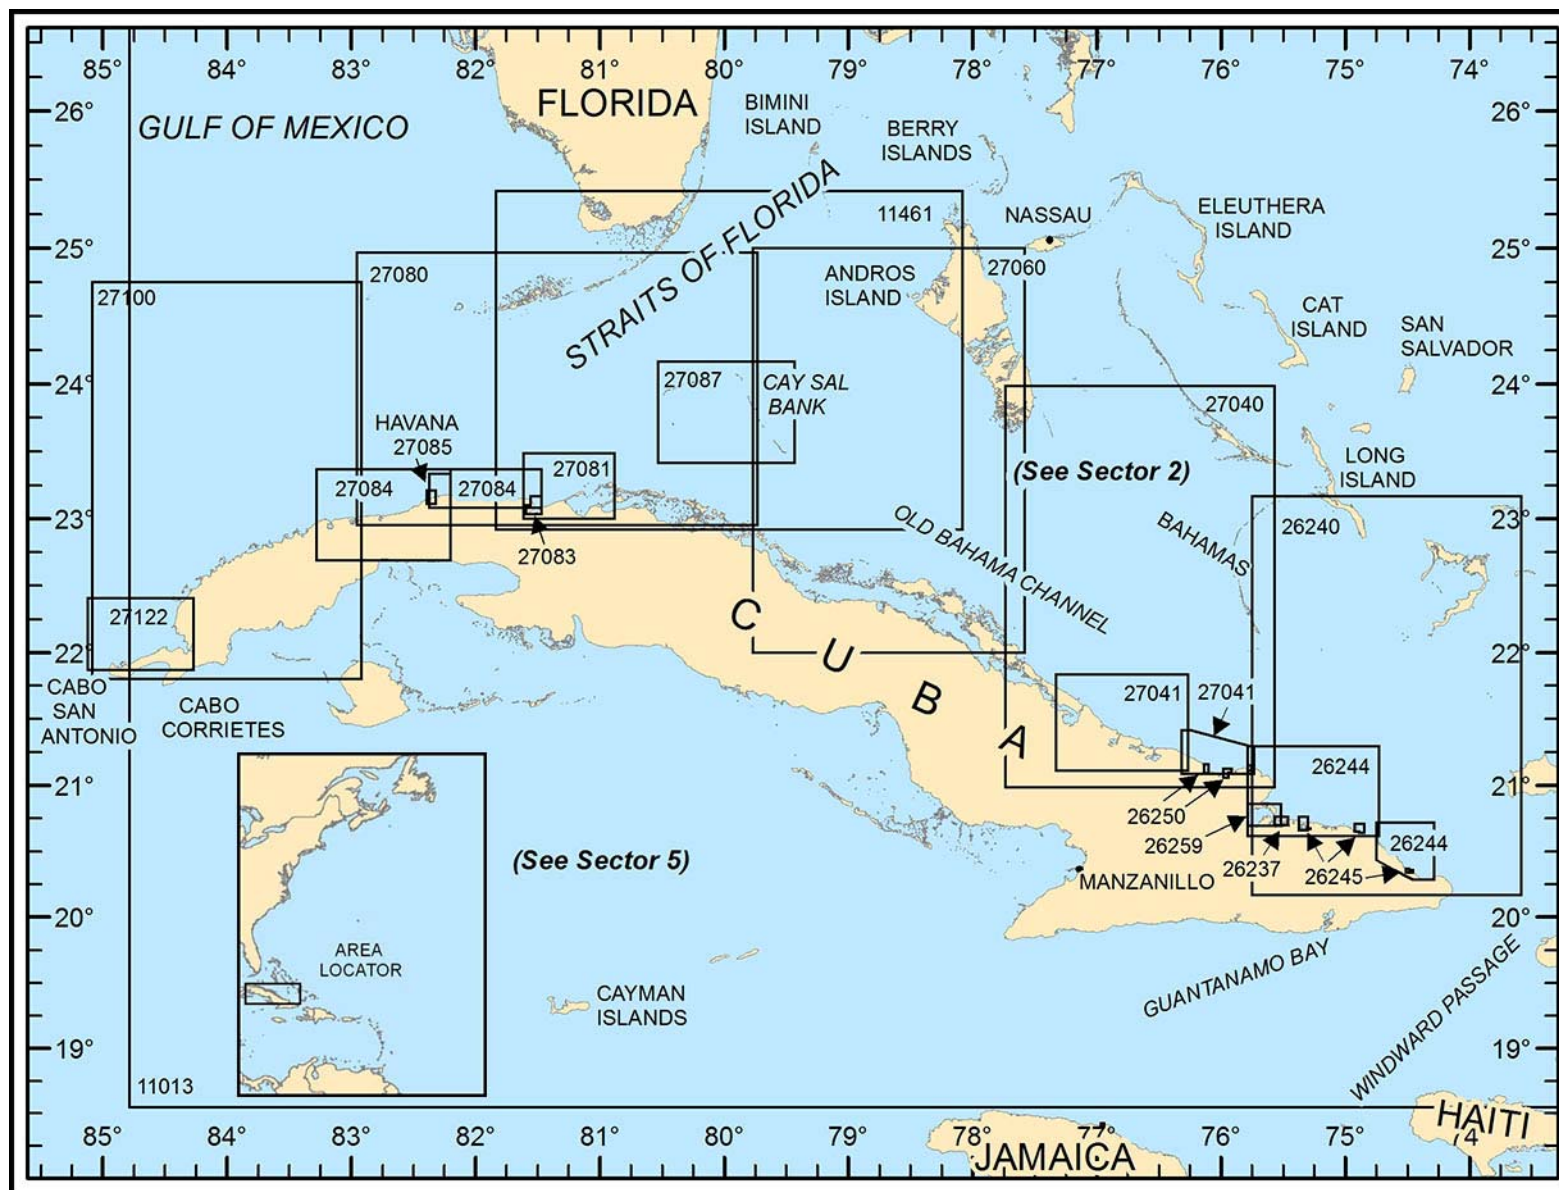 85° 84° 83° 82° 81° 80° 79° 78° 77° 76° 75° 74°
26° 26°
FLORIDA
GULF OF MEXICO
BIMINI
ISLAND
BERRY
ISLANDS
STRAITS OF FLORIDA
11461
NASSAU
ELEUTHERA
ISLAND
25° 25°
27080
27060
ANDROS
ISLAND
27100
CAT
ISLAND
SAN
SALVADOR
24° 24°
27087
CAY SAL
BANK
27040
HAVANA
27085
(See Sector 2)
LONG
ISLAND
27084
27084
27081
23° 23°
26240
OLD BAHAMA CHANNEL
BAHAMAS
27083
27122
CUBA
22° 22°
CABO
SAN
ANTONIO
CABO
CORRIETES
27041
27041
21° 21°
26244
26250
26259
26244
26237
26245
(See Sector 5)
MANZANILLO
20° 20°
AREA
LOCATOR
GUANTANAMO BAY
WINDWARD PASSAGE
CAYMAN
ISLANDS
19° 19°
11013
HAITI
85° 84° 83° 82° 81° 80° 79° 78° 77° 76° 75° 74
JAMAICA